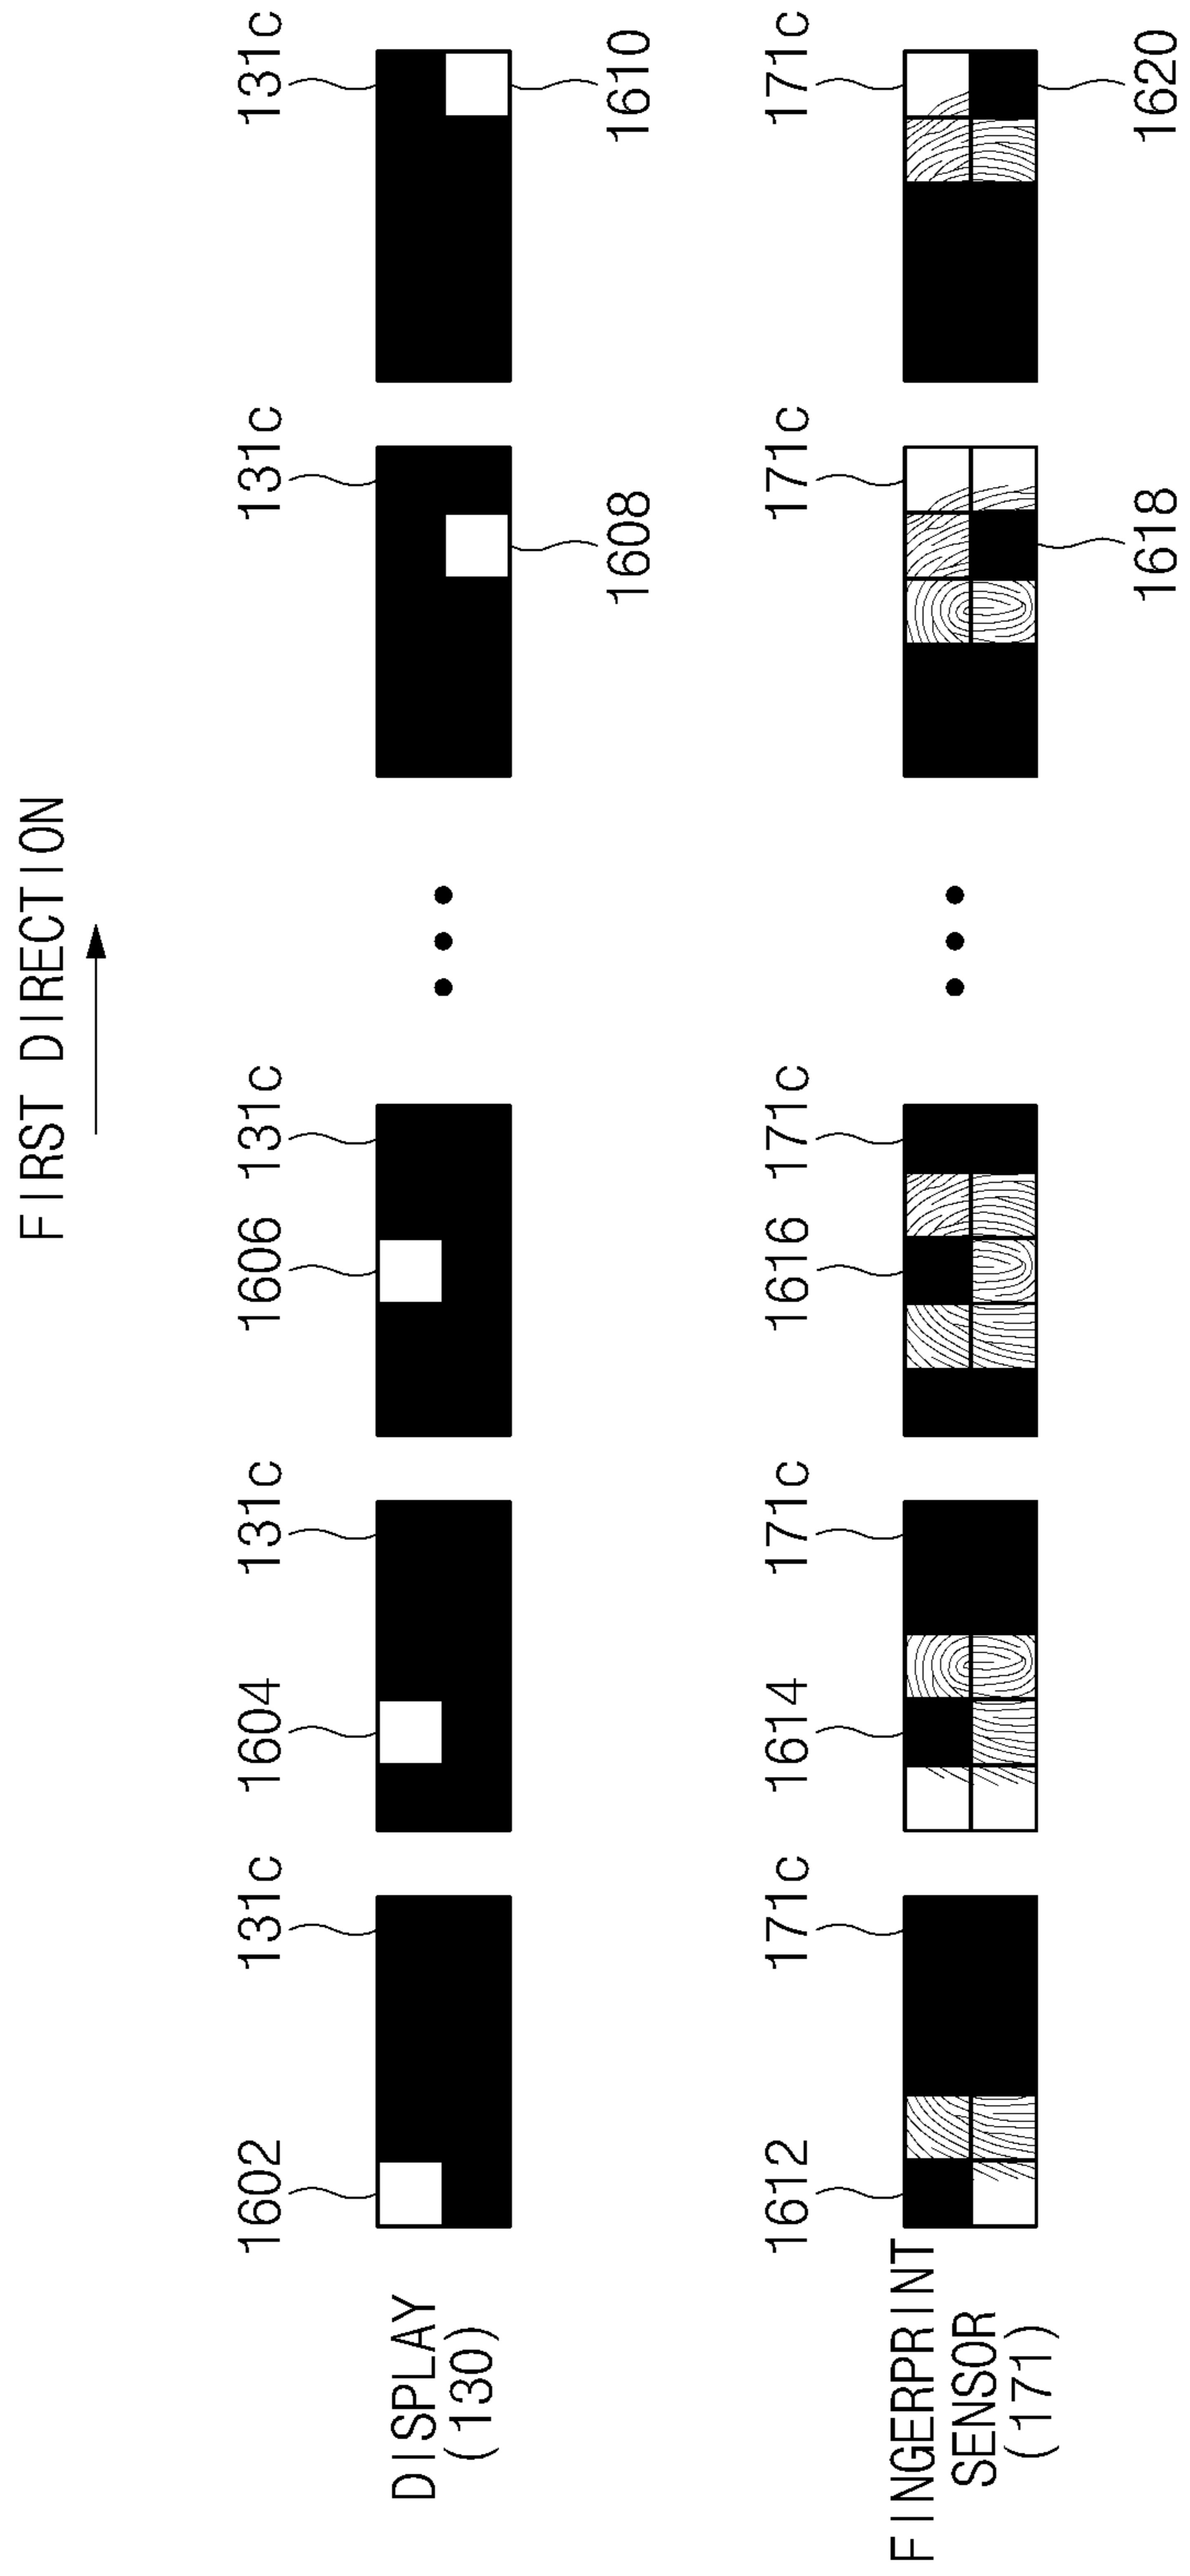 FIRST DIRECTION
131c
131c
131c
131c
131c
1602
1604
1606
DISPLAY
(130)
1608
1610
171c
171c
171c
171c
171c
1612
1614
1616
FINGERPRINT
SENSOR
(171)
1618
1620